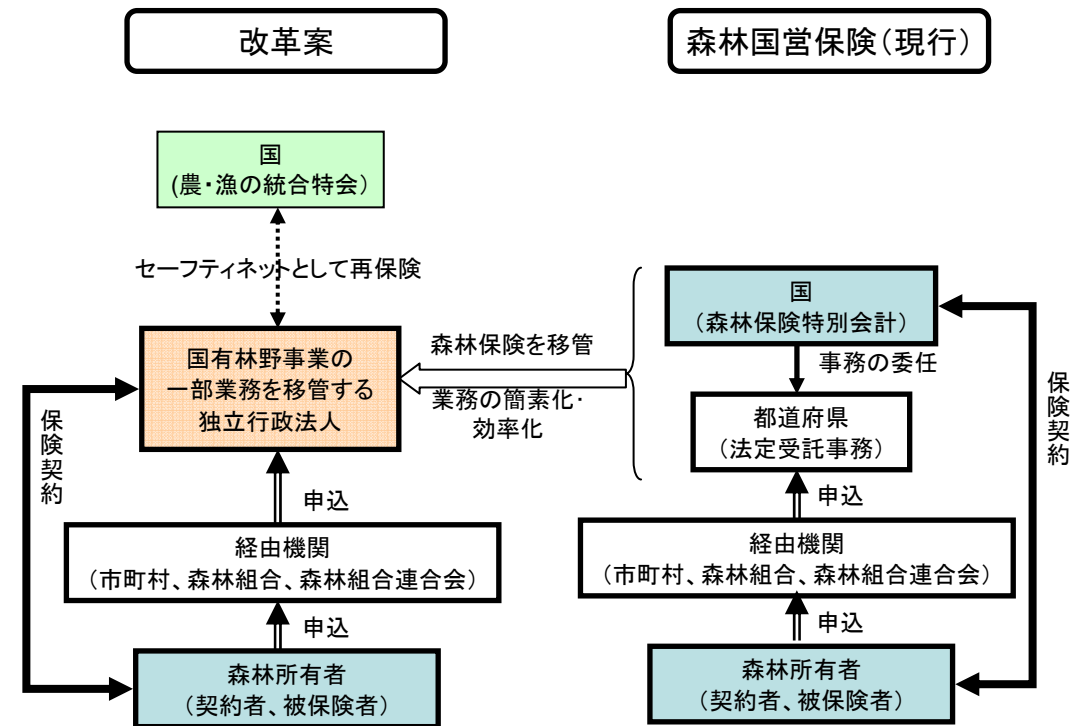 改革案
森林国営保険（現行）
国
(農・漁の統合特会）
セーフティネットとして再保険
国有林野事業の
一部業務を移管する
独立行政法人
保険契約
申込
経由機関
（市町村、森林組合、森林組合連合会）
申込
森林所有者
（契約者、被保険者）
森林保険を移管
業務の簡素化・
効率化
国
（森林保険特別会計）
事務の委任
都道府県
（法定受託事務）
保険契約
申込
経由機関
（市町村、森林組合、森林組合連合会）
申込
森林所有者
（契約者、被保険者）